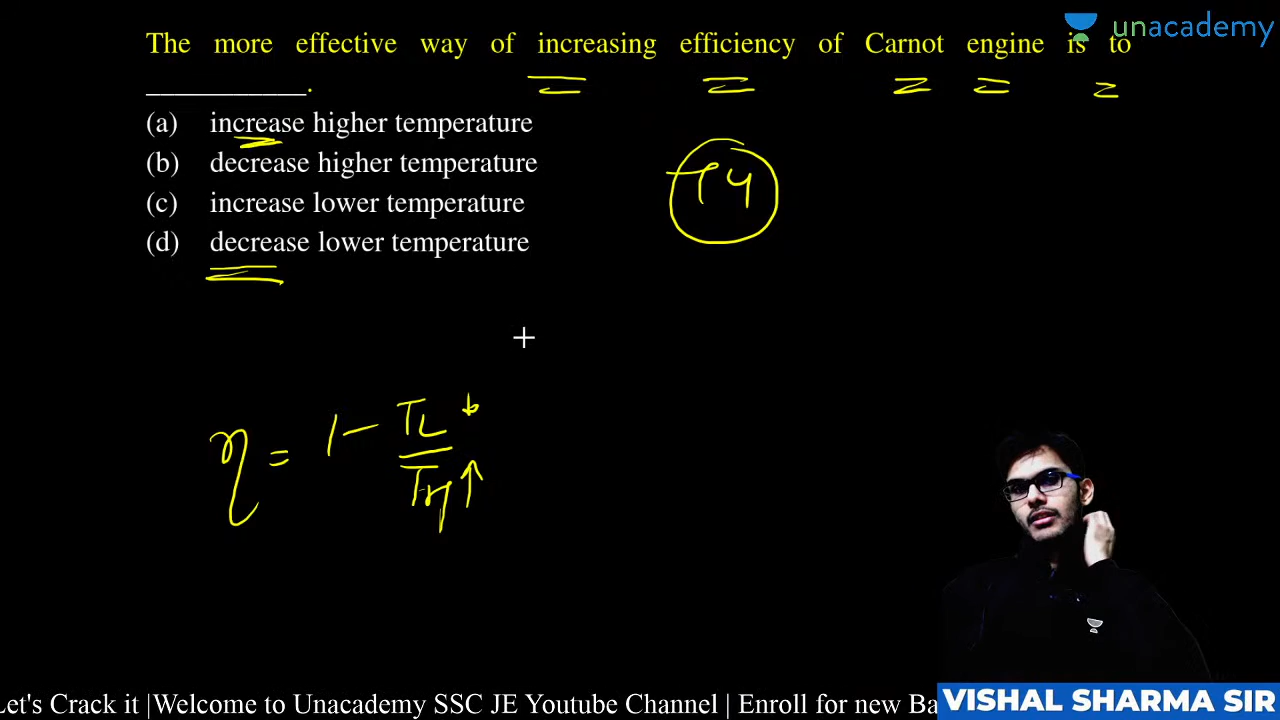 unacademy
The more effective way of increasing efficiency of Carnot engine is to
___________.
(a) increase higher temperature
(b) decrease higher temperature
(c) increase lower temperature
(d) decrease lower temperature
η = 1 - TL↓
TH↑
Let's Crack it |Welcome to Unacademy SSC JE Youtube Channel | Enroll for new Ba
VISHAL SHARMA SIR